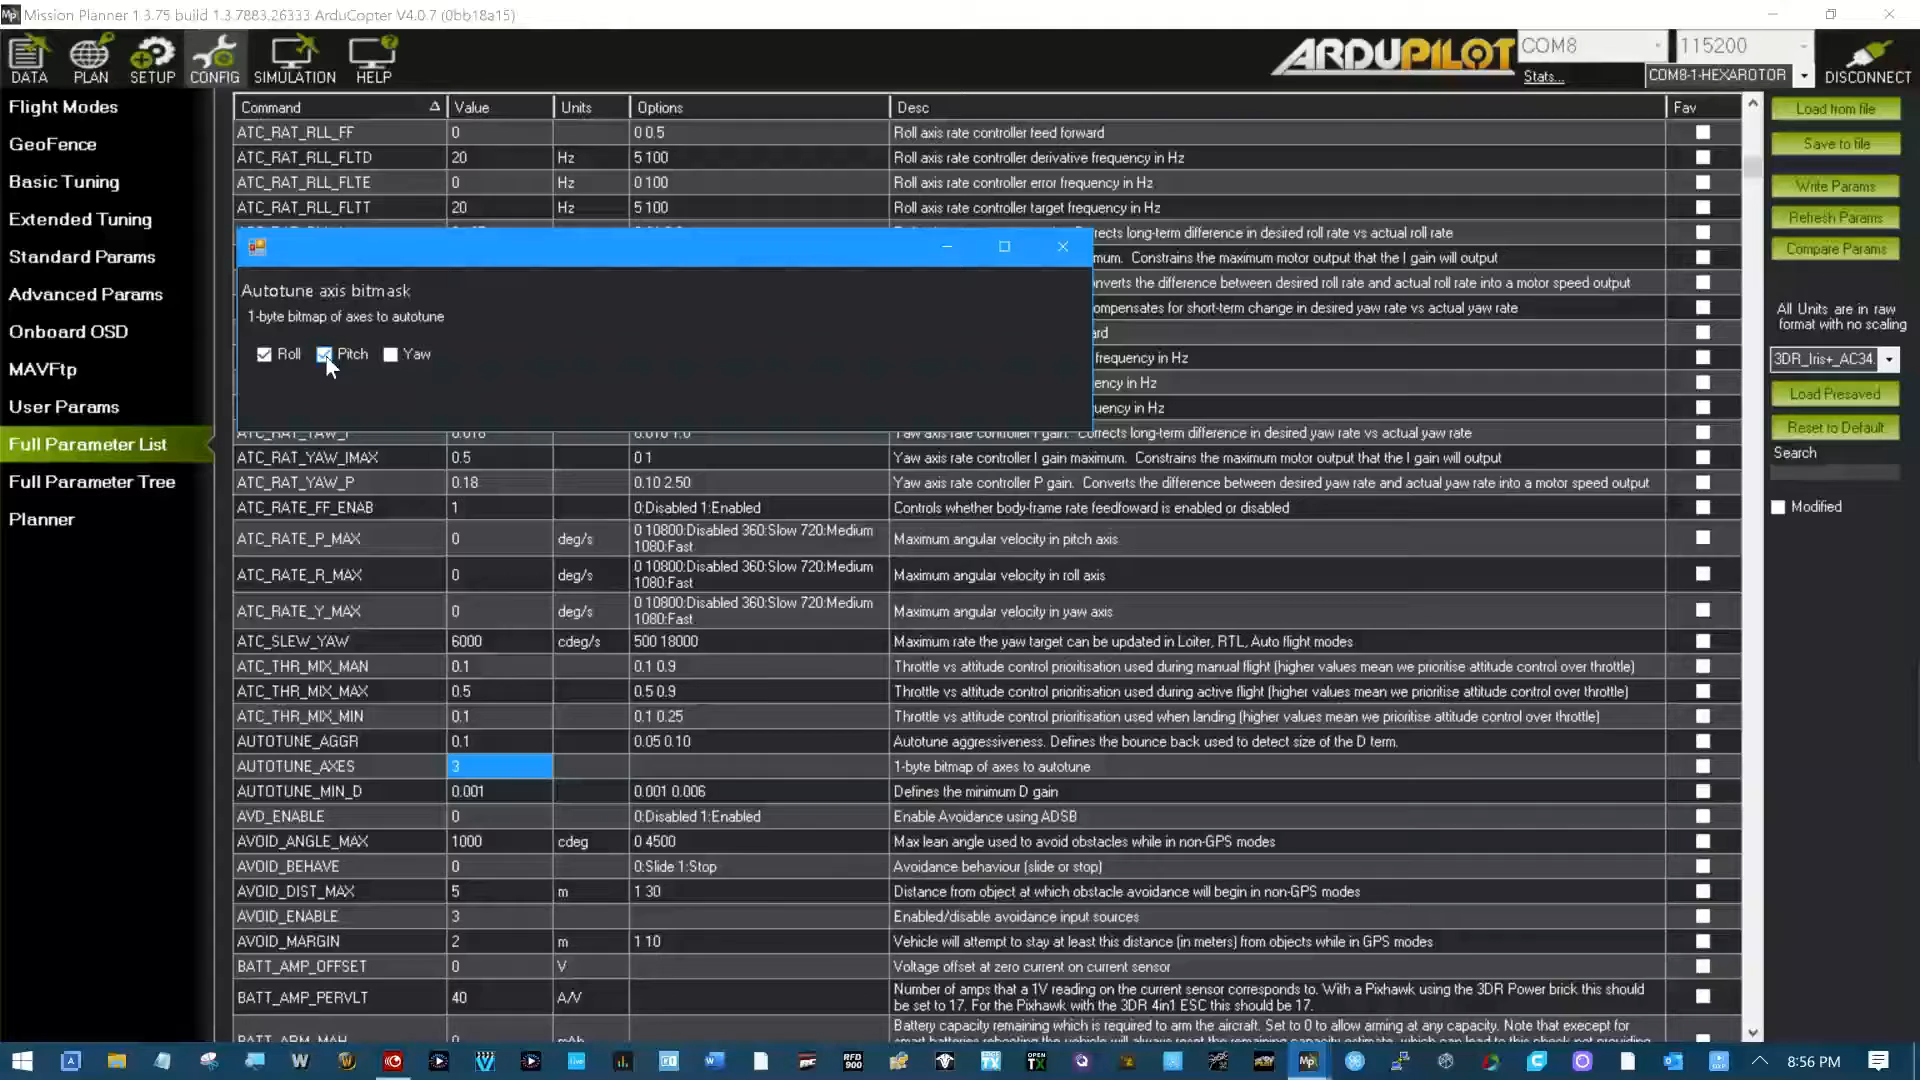 Mission Planner 1.3.75 build 1.3.7883.26333 ArduCopter V4.0.7 (0bb18a15)
DATA PLAN SETUP CONFIG SIMULATION HELP
ARDUPILOT COM8 115200
Stats... COM8-1-HEXAROTOR DISCONNECT
Flight Modes
GeoFence
Basic Tuning
Extended Tuning
Standard Params
Advanced Params
Onboard OSD
MAVFtp
User Params
Full Parameter List
Full Parameter Tree
Planner
Command Value Units Options Desc Fav
ATC_RAT_RLL_FF 0 0 0.5 Roll axis rate controller feed forward
ATC_RAT_RLL_FLTD 20 Hz 5 100 Roll axis rate controller derivative frequency in Hz
ATC_RAT_RLL_FLTE 0 Hz 0 100 Roll axis rate controller error frequency in Hz
ATC_RAT_RLL_FLTT 20 Hz 5 100 Roll axis rate controller target frequency in Hz
rects long-term difference in desired roll rate vs actual roll rate
mum. Constrains the maximum motor output that the I gain will output
nverts the difference between desired roll rate and actual roll rate into a motor speed output
ompensates for short-term change in desired yaw rate vs actual yaw rate
ard
frequency in Hz
ency in Hz
uency in Hz
Autotune axis bitmask
1-byte bitmap of axes to autotune
Roll Pitch Yaw
ATC_RAT_YAW_I 0.018 0.010 1.0 Yaw axis rate controller I gain. Corrects long-term difference in desired yaw rate vs actual yaw rate
ATC_RAT_YAW_IMAX 0.5 0 1 Yaw axis rate controller I gain maximum. Constrains the maximum motor output that the I gain will output
ATC_RAT_YAW_P 0.18 0.10 2.50 Yaw axis rate controller P gain. Converts the difference between desired yaw rate and actual yaw rate into a motor speed output
ATC_RATE_FF_ENAB 1 0:Disabled 1:Enabled Controls whether body-frame rate feedfoward is enabled or disabled
ATC_RATE_P_MAX 0 deg/s 0 1080 0:Disabled 360:Slow 720:Medium 1080:Fast Maximum angular velocity in pitch axis
ATC_RATE_R_MAX 0 deg/s 0 1080 0:Disabled 360:Slow 720:Medium 1080:Fast Maximum angular velocity in roll axis
ATC_RATE_Y_MAX 0 deg/s 0 1080 0:Disabled 360:Slow 720:Medium 1080:Fast Maximum angular velocity in yaw axis
ATC_SLEW_YAW 6000 cdeg/s 500 18000 Maximum rate the yaw target can be updated in Loiter, RTL, Auto flight modes
ATC_THR_MIX_MAN 0.1 0.1 0.9 Throttle vs attitude control prioritisation used during manual flight (higher values mean we prioritise attitude control over throttle)
ATC_THR_MIX_MAX 0.5 0.5 0.9 Throttle vs attitude control prioritisation used during active flight (higher values mean we prioritise attitude control over throttle)
ATC_THR_MIX_MIN 0.1 0.1 0.25 Throttle vs attitude control prioritisation used when landing (higher values mean we prioritise attitude control over throttle)
AUTOTUNE_AGGR 0.1 0.05 0.10 Autotune aggressiveness. Defines the bounce back used to detect size of the D term.
AUTOTUNE_AXES 3 1-byte bitmap of axes to autotune
AUTOTUNE_MIN_D 0.001 0.001 0.006 Defines the minimum D gain
AVD_ENABLE 0 0:Disabled 1:Enabled Enable Avoidance using ADSB
AVOID_ANGLE_MAX 1000 cdeg 0 4500 Max lean angle used to avoid obstacles while in non-GPS modes
AVOID_BEHAVE 0 0:Slide 1:Stop Avoidance behaviour (slide or stop)
AVOID_DIST_MAX 5 m 1 30 Distance from object at which obstacle avoidance will begin in non-GPS modes
AVOID_ENABLE 3 Enabled/disable avoidance input sources
AVOID_MARGIN 2 m 1 10 Vehicle will attempt to stay at least this distance (in meters) from objects while in GPS modes
BATT_AMP_OFFSET 0 V Voltage offset at zero current on current sensor
BATT_AMP_PERVLT 40 A/V Number of amps that a 1V reading on the current sensor corresponds to. With a Pixhawk using the 3DR Power brick this should
be set to 17. For the Pixhawk with the 3DR 4in1 ESC this should be 17.
BATT_ARM_MAH 0 mAh Battery capacity remaining which is required to arm the aircraft. Set to 0 to allow arming at any capacity. Note that execept for
Load from file
Save to file
Write Params
Refresh Params
Compare Params
All Units are in raw
format with no scaling
3DR_Iris+_AC34.
Load Presaved
Reset to Default
Search
Modified
8:56 PM